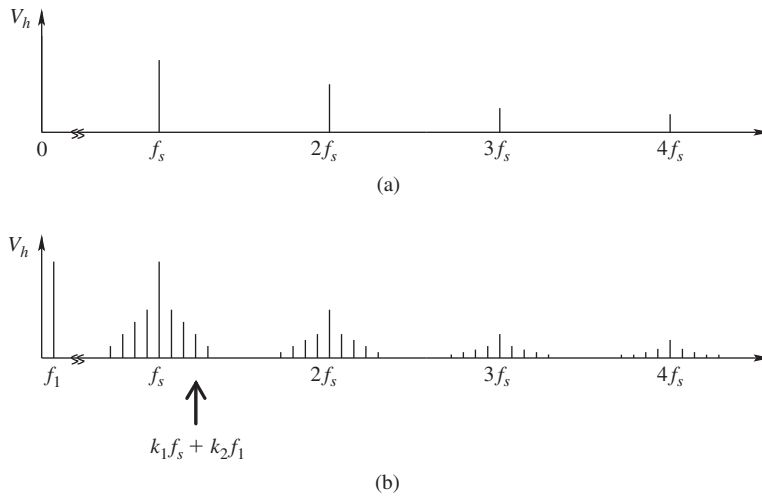 V_h
0 f_s 2f_s 3f_s 4f_s
(a)
V_h
f_1 f_s 2f_s 3f_s 4f_s
k_1f_s + k_2f_1
(b)